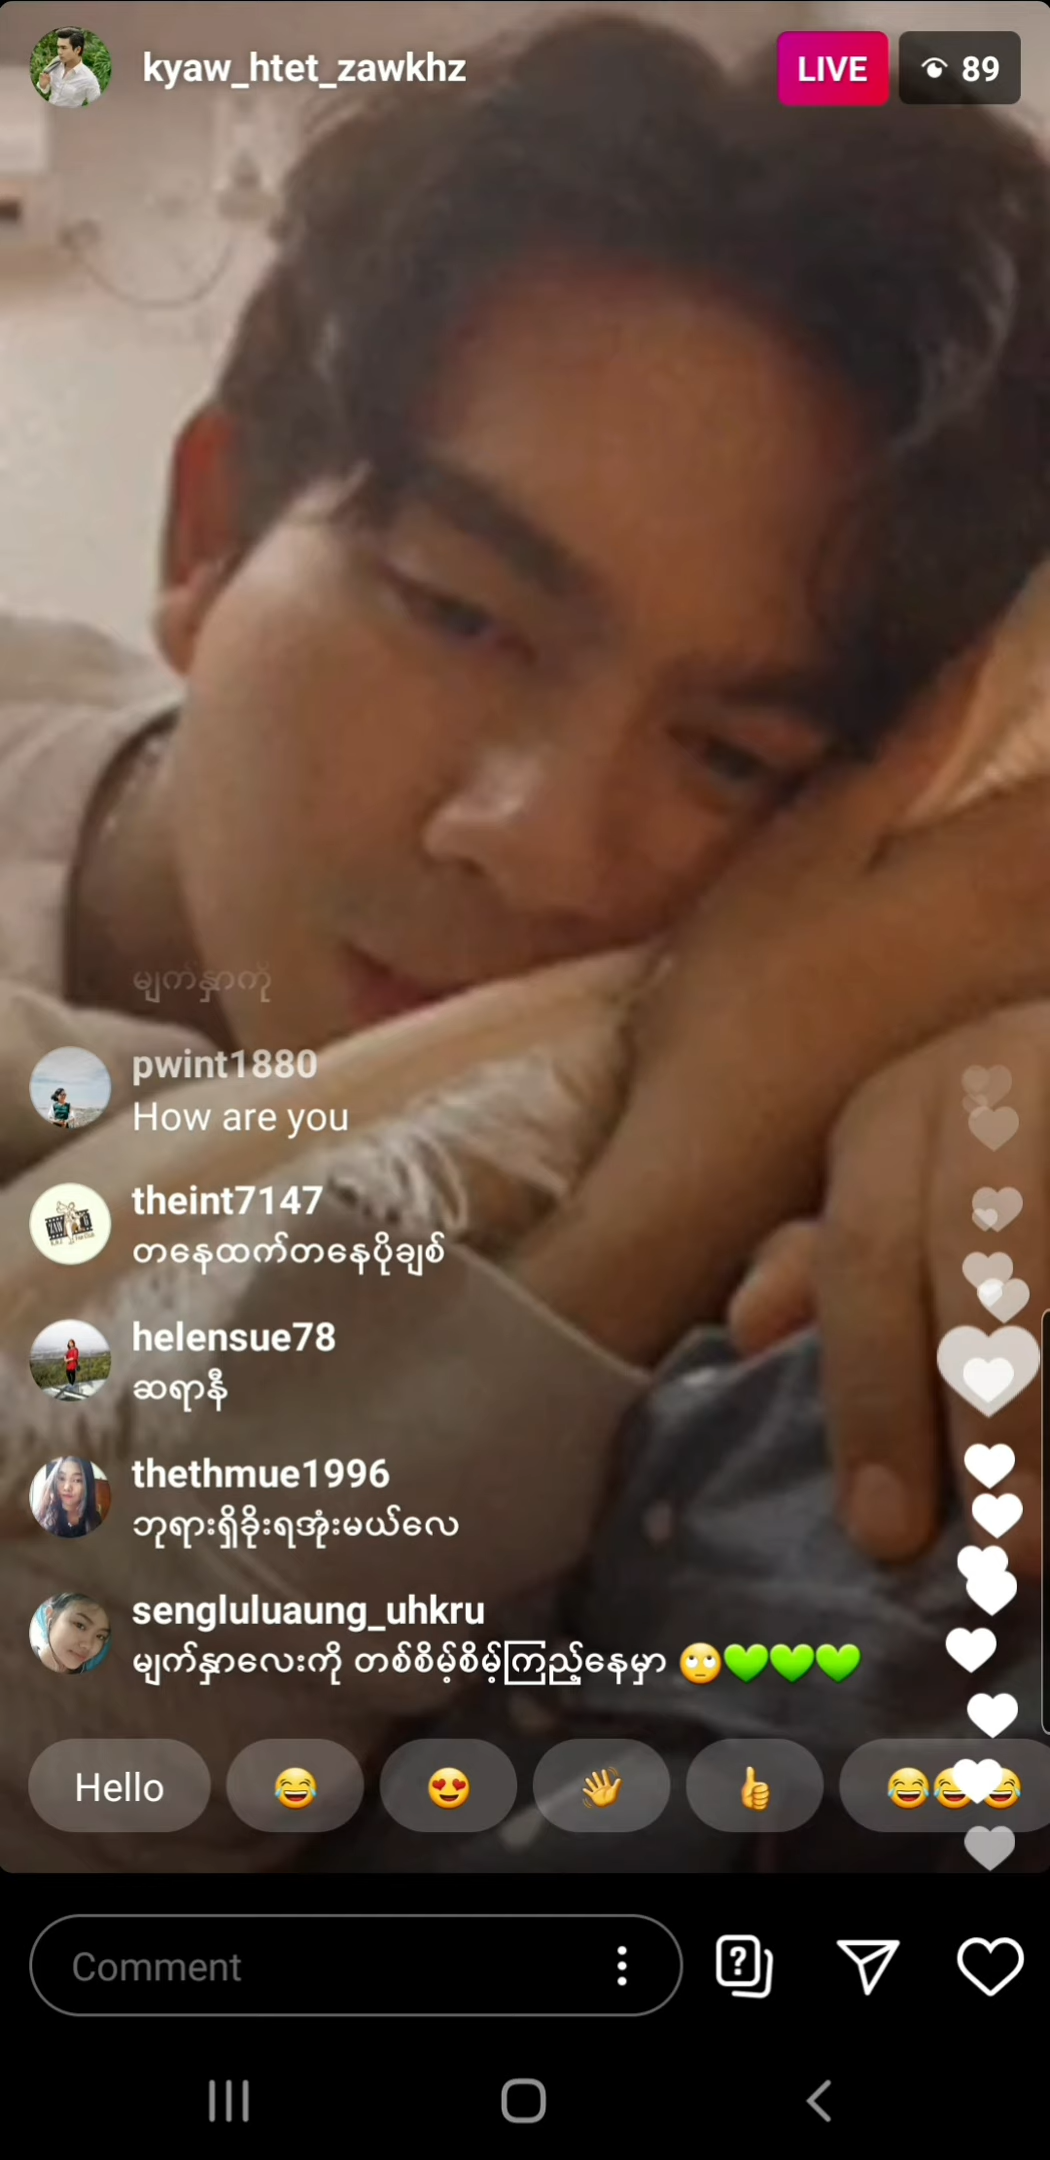 kyaw_htet_zawkhz
LIVE
89
မျက်နှာကို
pwint1880
How are you
theint7147
တနေ့ထက်တနေ့ပိုချစ်
helensue78
ဆရာနီ
thethmue1996
ဘုရားရှိခိုးရအုံးမယ်လေ
sengluluaung_uhkru
မျက်နှာလေးကို တစ်စိမ့်စိမ့်ကြည့်နေမှာ 🙄💚💚💚
Hello 😂 😍 👋 👍 😂😂😂
Comment